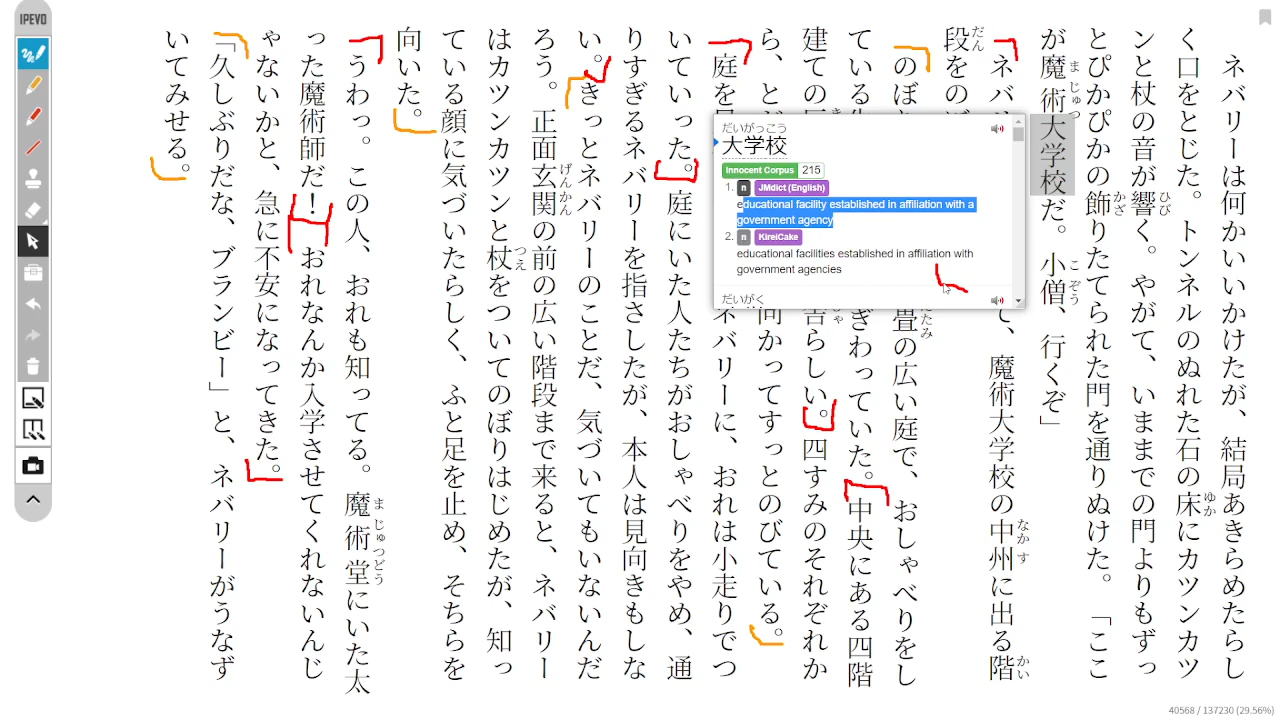 IPEVO
ネバリーは何かいいかけたが、結局あきらめたらし
く口をとじた。トンネルのぬれた石の床にカツンカツ
ンと杖の音が響く。やがて、いままでの門よりもずっ
とぴかぴかの飾りたてられた門を通りぬけた。「ここ
が魔術大学校だ。小僧、行くぞ」
ネバリ て、魔術大学校の中州に出る階
段をのぼ
のぼ 畳の広い庭で、おしゃべりをし
ている ぎわっていた。中央にある四階
建ての 舎らしい。四すみのそれぞれか
ら、と 向かってすっとのびている。
庭を ネバリーに、おれは小走りでつ
いていった。庭にいた人たちがおしゃべりをやめ、通
りすぎるネバリーを指さしたが、本人は見向きもしな
い。きっとネバリーのことだ、気づいてもいないんだ
ろう。正面玄関の前の広い階段まで来ると、ネバリー
はカツンカツンと杖をついてのぼりはじめたが、知っ
ている顔に気づいたらしく、ふと足を止め、そちらを
向いた。
うわっ。この人、おれも知ってる。魔術堂にいた太
った魔術師だ！おれなんか入学させてくれないんじ
ゃないかと、急に不安になってきた。
「久しぶりだな、ブランビー」と、ネバリーがうなず
いてみせる。
だいがっこう
大学校
Innocent Corpus 215
1. n JMdict (English)
educational facility established in affiliation with a
government agency
2. n KireiCake
educational facilities established in affiliation with
government agencies
だいがく
40568 / 137230 (29.56%)